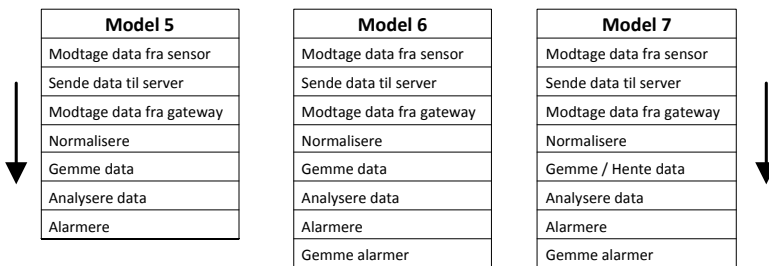 Model 5
Modtage data fra sensor
Sende data til server
Modtage data fra gateway
Normalisere
Gemme data
Analysere data
Alarmere
Model 6
Modtage data fra sensor
Sende data til server
Modtage data fra gateway
Normalisere
Gemme data
Analysere data
Alarmere
Gemme alarmer
Model 7
Modtage data fra sensor
Sende data til server
Modtage data fra gateway
Normalisere
Gemme / Hente data
Analysere data
Alarmere
Gemme alarmer